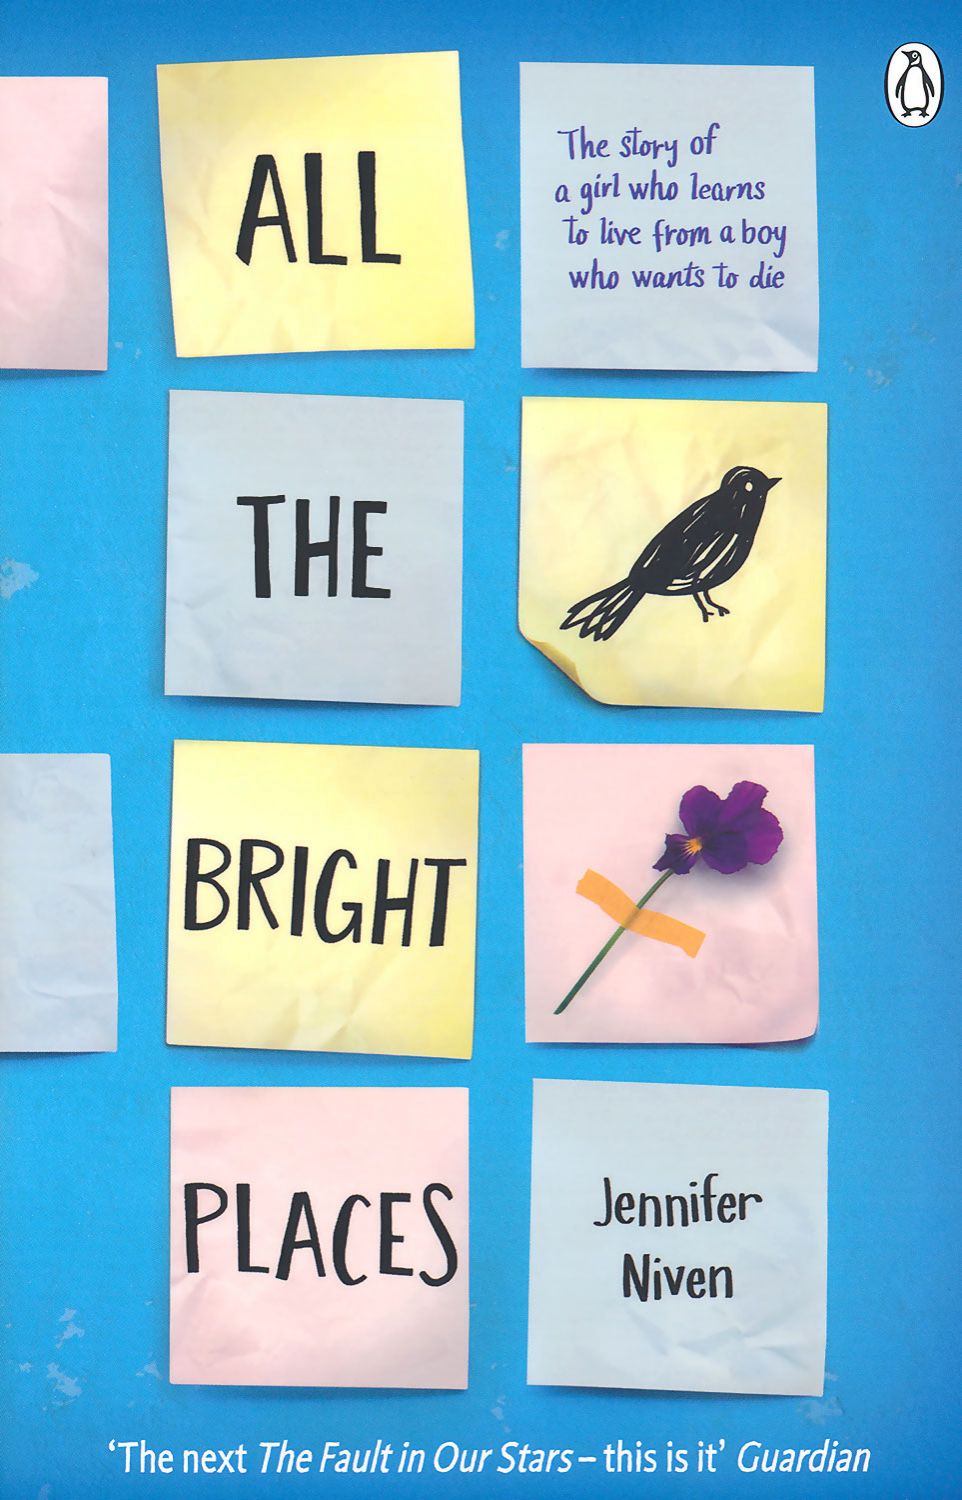 ALL
The story of
a girl who learns
to live from a boy
who wants to die
THE
BRIGHT
PLACES
Jennifer
Niven
‘The next The Fault in Our Stars – this is it’ Guardian